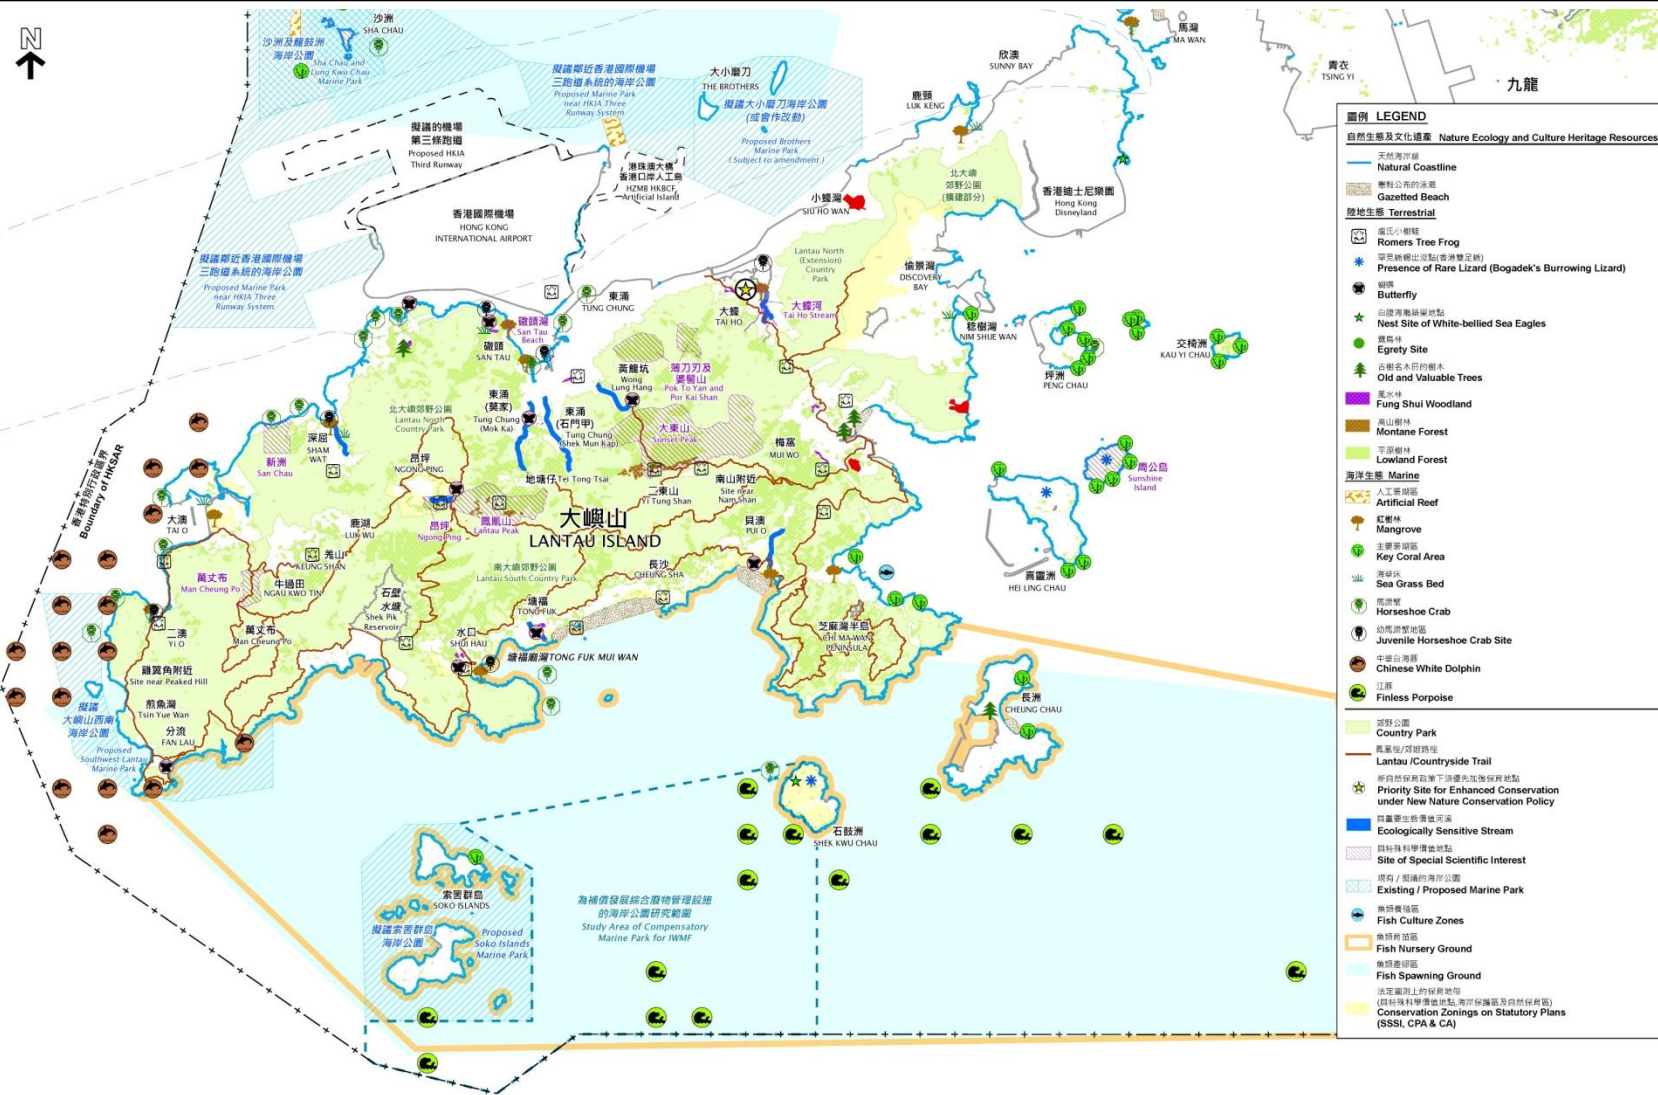 N
沙洲
SHA CHAU
沙洲及龍鼓洲
海岸公園
Sha Chau and
Lung Kwu Chau
Marine Park
擬議鄰近香港國際機場
三跑道系統的海岸公園
Proposed Marine Park
near HKIA Three
Runway System
大小磨刀
THE BROTHERS
擬議大小磨刀海岸公園
(或會作改動)
Proposed Brothers
Marine Park
( Subject to amendment )
欣澳
SUNNY BAY
馬灣
MA WAN
青衣
TSING YI
九龍
鹿頸
LUK KENG
擬議的機場
第三條跑道
Proposed HKIA
Third Runway
港珠澳大橋
香港口岸人工島
HZMB HKBCF
Artificial Island
香港國際機場
HONG KONG
INTERNATIONAL AIRPORT
小蠔灣
SIU HO WAN
北大嶼
郊野公園
(擴建部分)
香港迪士尼樂園
Hong Kong
Disneyland
Lantau North
(Extension)
Country
Park
愉景灣
DISCOVERY
BAY
擬議鄰近香港國際機場
三跑道系統的海岸公園
Proposed Marine Park
near HKIA Three
Runway System
東涌
TUNG CHUNG
大蠔
TAI HO
大蠔河
Tai Ho Stream
䃟頭灣
San Tau
Beach
䃟頭
SAN TAU
稔樹灣
NIM SHUE WAN
坪洲
PENG CHAU
交椅洲
KAU YI CHAU
黃龍坑
Wong
Lung Hang
薄刀刃及
婆髻山
Pok To Yan and
Por Kai Shan
北大嶼郊野公園
Lantau North
Country Park
東涌
(莫家)
Tung Chung
(Mok Ka)
東涌
(石門甲)
Tung Chung
(Shek Mun Kap)
大東山
Sunset Peak
梅窩
MUI WO
深屈
SHAM
WAT
新洲
San Chau
昂坪
NGONG PING
地塘仔 Tei Tong Tsai
二東山
Yi Tung Shan
南山附近
Site near
Nam Shan
周公島
Sunshine
Island
香港特別行政區界
Boundary of HKSAR
大澳
TAI O
鹿湖
LUK WU
昂坪
Ngong Ping
鳳凰山
Lantau Peak
大嶼山
LANTAU ISLAND
貝澳
PUI O
羗山
KEUNG SHAN
萬丈布
Man Cheung Po
牛過田
NGAU KWO TIN
南大嶼郊野公園
Lantau South Country Park
長沙
CHEUNG SHA
喜靈洲
HEI LING CHAU
石壁
水塘
Shek Pik
Reservoir
塘福
TONG FUK
二澳
Yi O
萬丈布
Man Cheung Po
水口
SHUI HAU
芝麻灣半島
CHI MA WAN
PENINSULA
塘福廟灣TONG FUK MUI WAN
雞翼角附近
Site near Peaked Hill
煎魚灣
Tsin Yue Wan
分流
FAN LAU
擬議
大嶼山西南
海岸公園
Proposed
Southwest Lantau
Marine Park
長洲
CHEUNG CHAU
石鼓洲
SHEK KWU CHAU
索罟群島
SOKO ISLANDS
擬議索罟群島
海岸公園
Proposed
Soko Islands
Marine Park
為補償發展綜合廢物管理設施
的海岸公園研究範圍
Study Area of Compensatory
Marine Park for IWMF
圖例 LEGEND
自然生態及文化遺產 Nature Ecology and Culture Heritage Resources
天然海岸線
Natural Coastline
憲報公布的泳灘
Gazetted Beach
陸地生態 Terrestrial
盧氏小樹蛙
Romers Tree Frog
罕見蜥蜴出沒點(香港雙足蜥)
Presence of Rare Lizard (Bogadek's Burrowing Lizard)
蝴蝶
Butterfly
白腹海鵰築巢地點
Nest Site of White-bellied Sea Eagles
鷺鳥林
Egrety Site
古樹名木冊的樹木
Old and Valuable Trees
風水林
Fung Shui Woodland
高山樹林
Montane Forest
平原樹林
Lowland Forest
海洋生態 Marine
人工珊瑚區
Artificial Reef
紅樹林
Mangrove
主要珊瑚區
Key Coral Area
海草床
Sea Grass Bed
馬蹄蟹
Horseshoe Crab
幼馬蹄蟹地區
Juvenile Horseshoe Crab Site
中華白海豚
Chinese White Dolphin
江豚
Finless Porpoise
郊野公園
Country Park
鳳凰徑/郊遊路徑
Lantau /Countryside Trail
新自然保育政策下須優先加強保育地點
Priority Site for Enhanced Conservation
under New Nature Conservation Policy
具重要生態價值河溪
Ecologically Sensitive Stream
具特殊科學價值地點
Site of Special Scientific Interest
現有 / 擬議的海岸公園
Existing / Proposed Marine Park
魚類養殖區
Fish Culture Zones
魚類育苗區
Fish Nursery Ground
魚類產卵區
Fish Spawning Ground
法定圖則上的保育地帶
(具特殊科學價值地點,海岸保護區及自然保育區)
Conservation Zonings on Statutory Plans
(SSSI, CPA & CA)